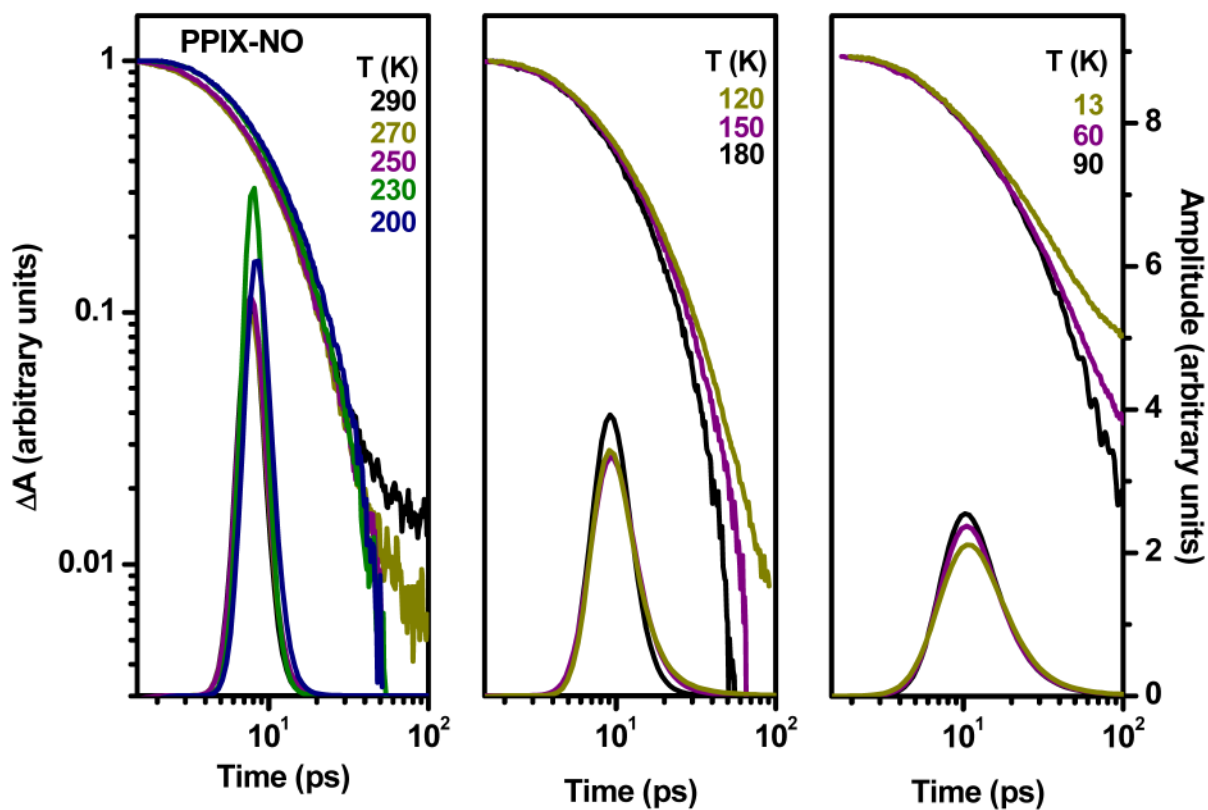 PPIX-NO
T (K)
290
270
250
230
200
T (K)
120
150
180
T (K)
13
60
90
1
0.1
0.01
ΔA (arbitrary units)
8
6
4
2
0
Amplitude (arbitrary units)
10¹ 10²
10¹ 10²
10¹ 10²
Time (ps)
Time (ps)
Time (ps)